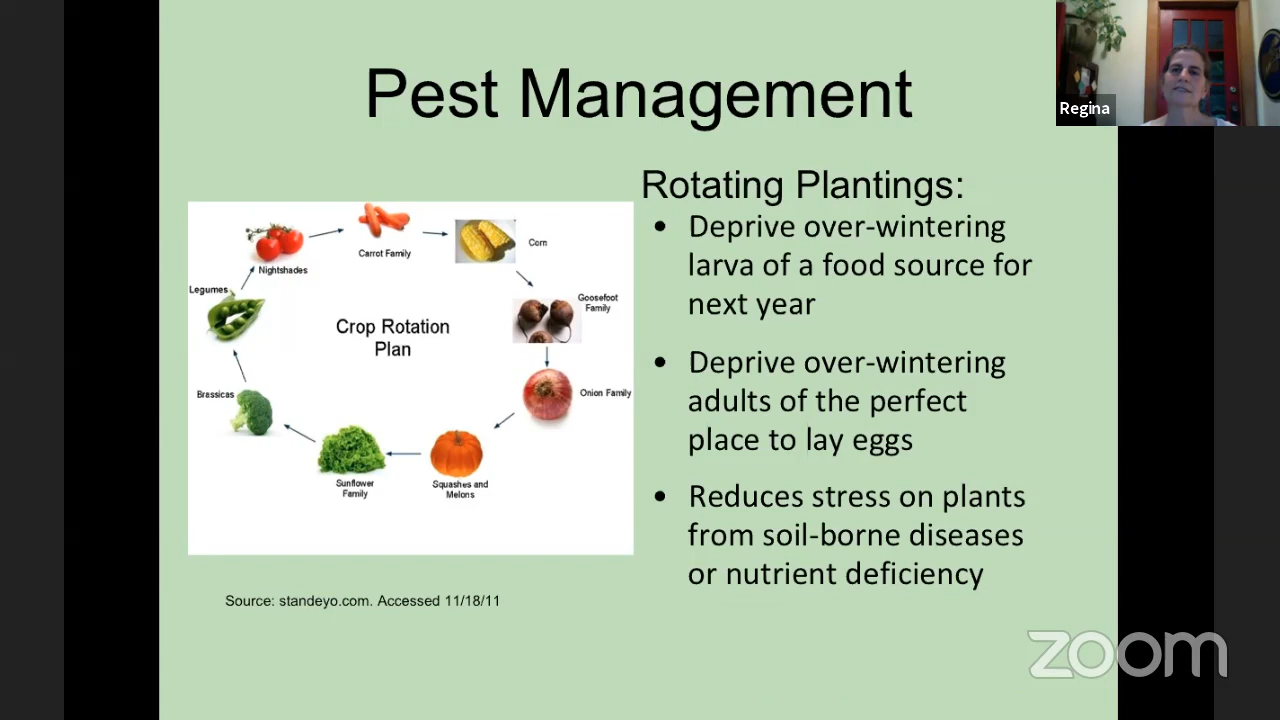 Pest Management
Regina
Rotating Plantings:
• Deprive over-wintering
larva of a food source for
next year
• Deprive over-wintering
adults of the perfect
place to lay eggs
• Reduces stress on plants
from soil-borne diseases
or nutrient deficiency
Carrot Family
Corn
Nightshades
Legumes
Goosefoot
Family
Crop Rotation
Plan
Brassicas
Onion Family
Sunflower
Family
Squashes and
Melons
Source: standeyo.com. Accessed 11/18/11
zoom